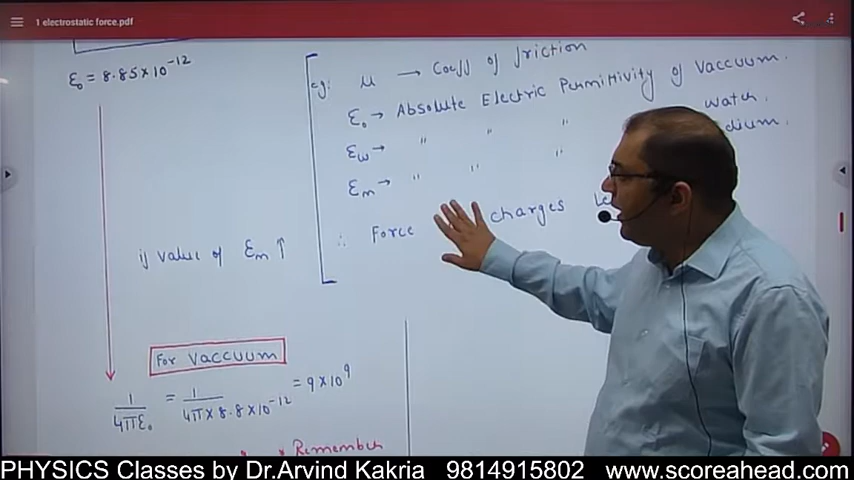 1 electrostatic force.pdf
ε₀ = 8.85×10⁻¹²
eg: μ → Coeff of friction
ε₀ → Absolute Electric Permittivity of Vaccuum.
εw → " " " water.
εm → " " dium.
∴ Force charges
if value of εm ↑
For Vaccuum
1/4πε₀ = 1/4π×8.8×10⁻¹² = 9×10⁹
Remember
PHYSICS Classes by Dr.Arvind Kakria 9814915802 www.scoreahead.com